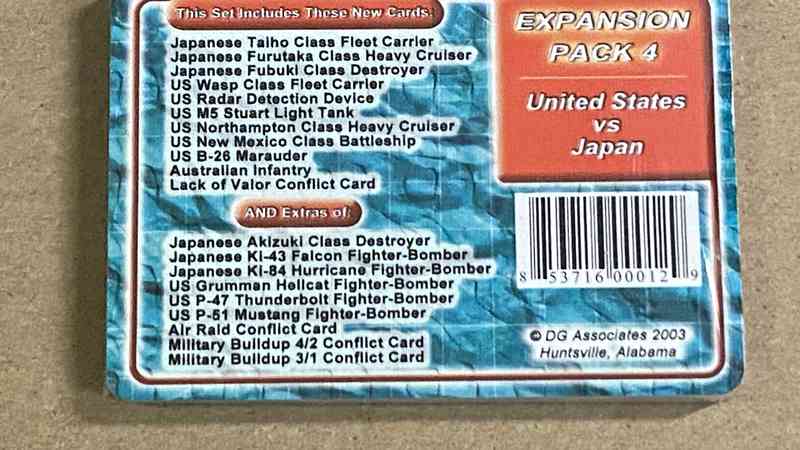 This Set Includes These New Cards:
Japanese Taiho Class Fleet Carrier
Japanese Furutaka Class Heavy Cruiser
Japanese Fubuki Class Destroyer
US Wasp Class Fleet Carrier
US Radar Detection Device
US M5 Stuart Light Tank
US Northampton Class Heavy Cruiser
US New Mexico Class Battleship
US B-26 Marauder
Australian Infantry
Lack of Valor Conflict Card
AND Extras of:
Japanese Akizuki Class Destroyer
Japanese Ki-43 Falcon Fighter-Bomber
Japanese Ki-84 Hurricane Fighter-Bomber
US Grumman Hellcat Fighter-Bomber
US P-47 Thunderbolt Fighter-Bomber
US P-51 Mustang Fighter-Bomber
Air Raid Conflict Card
Military Buildup 4/2 Conflict Card
Military Buildup 3/1 Conflict Card
EXPANSION
PACK 4
United States
vs
Japan
8 53716 00012 9
© DG Associates 2003
Huntsville, Alabama